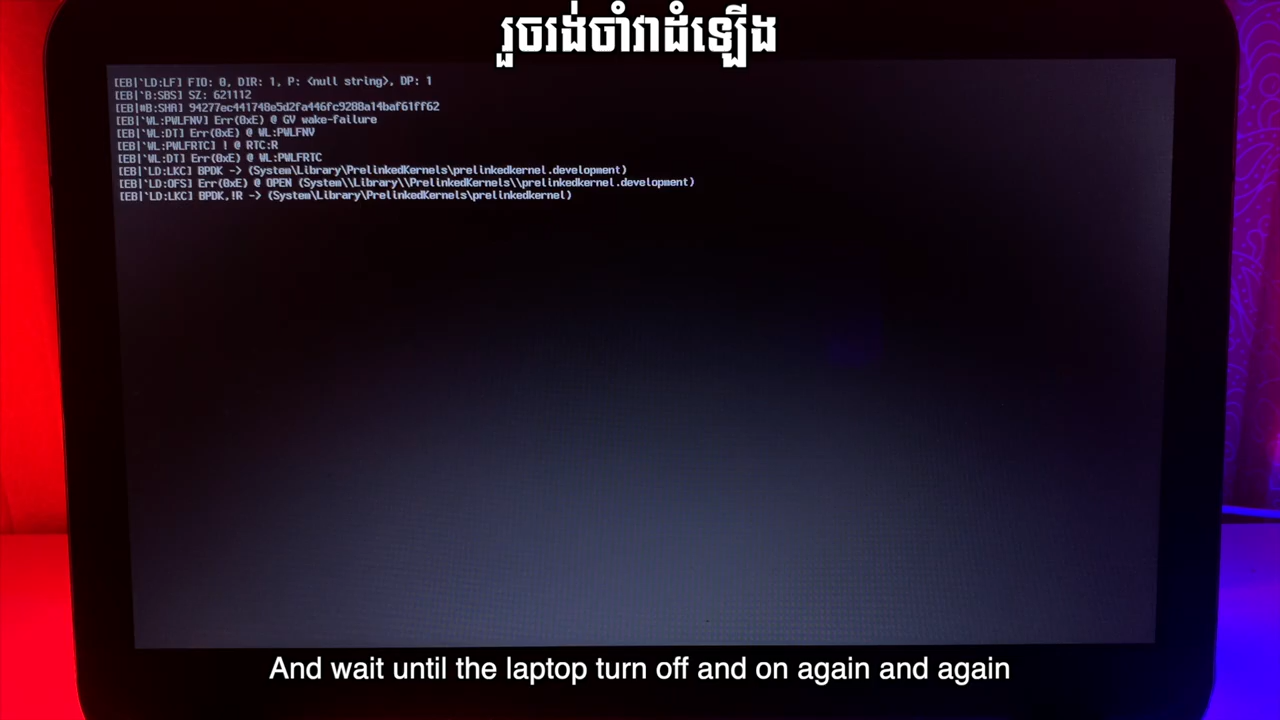 រួចរង់ចាំវាដំឡើង
[EB|`LD:LF] FIO: 0, DIR: 1, P: <null string>, DP: 1
[EB|`B:SBS] SZ: 621112
[EB|#B:SHA] 94277ec441748e5d2fa446fc9288a14baf61ff62
[EB|`WL:PWLFNV] Err(0xE) @ GV wake-failure
[EB|`WL:DT] Err(0xE) @ WL:PWLFNV
[EB|`WL:PWLFRTC] ! @ RTC:R
[EB|`WL:DT] Err(0xE) @ WL:PWLFRTC
[EB|`LD:LKC] BPDK -> (System\Library\PrelinkedKernels\prelinkedkernel.development)
[EB|`LD:OFS] Err(0xE) @ OPEN (System\\Library\\PrelinkedKernels\\prelinkedkernel.development)
[EB|`LD:LKC] BPDK,!R -> (System\Library\PrelinkedKernels\prelinkedkernel)
And wait until the laptop turn off and on again and again